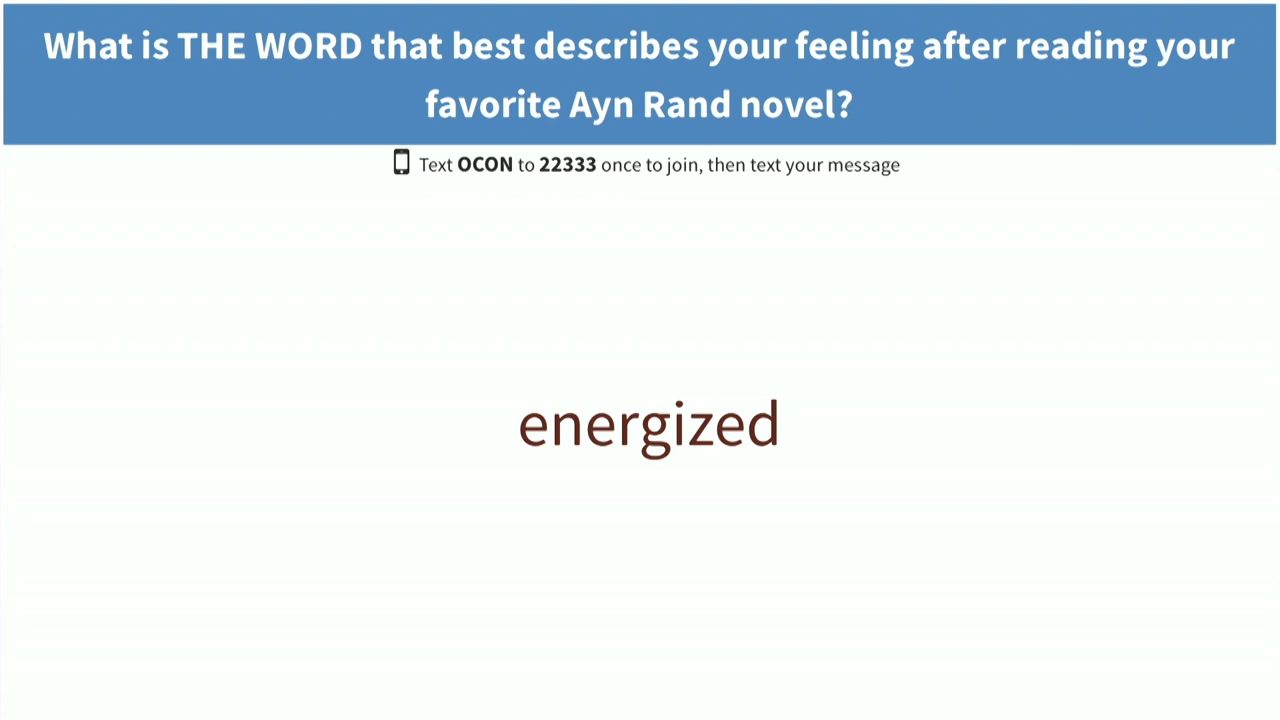 What is THE WORD that best describes your feeling after reading your
favorite Ayn Rand novel?
Text OCON to 22333 once to join, then text your message
energized